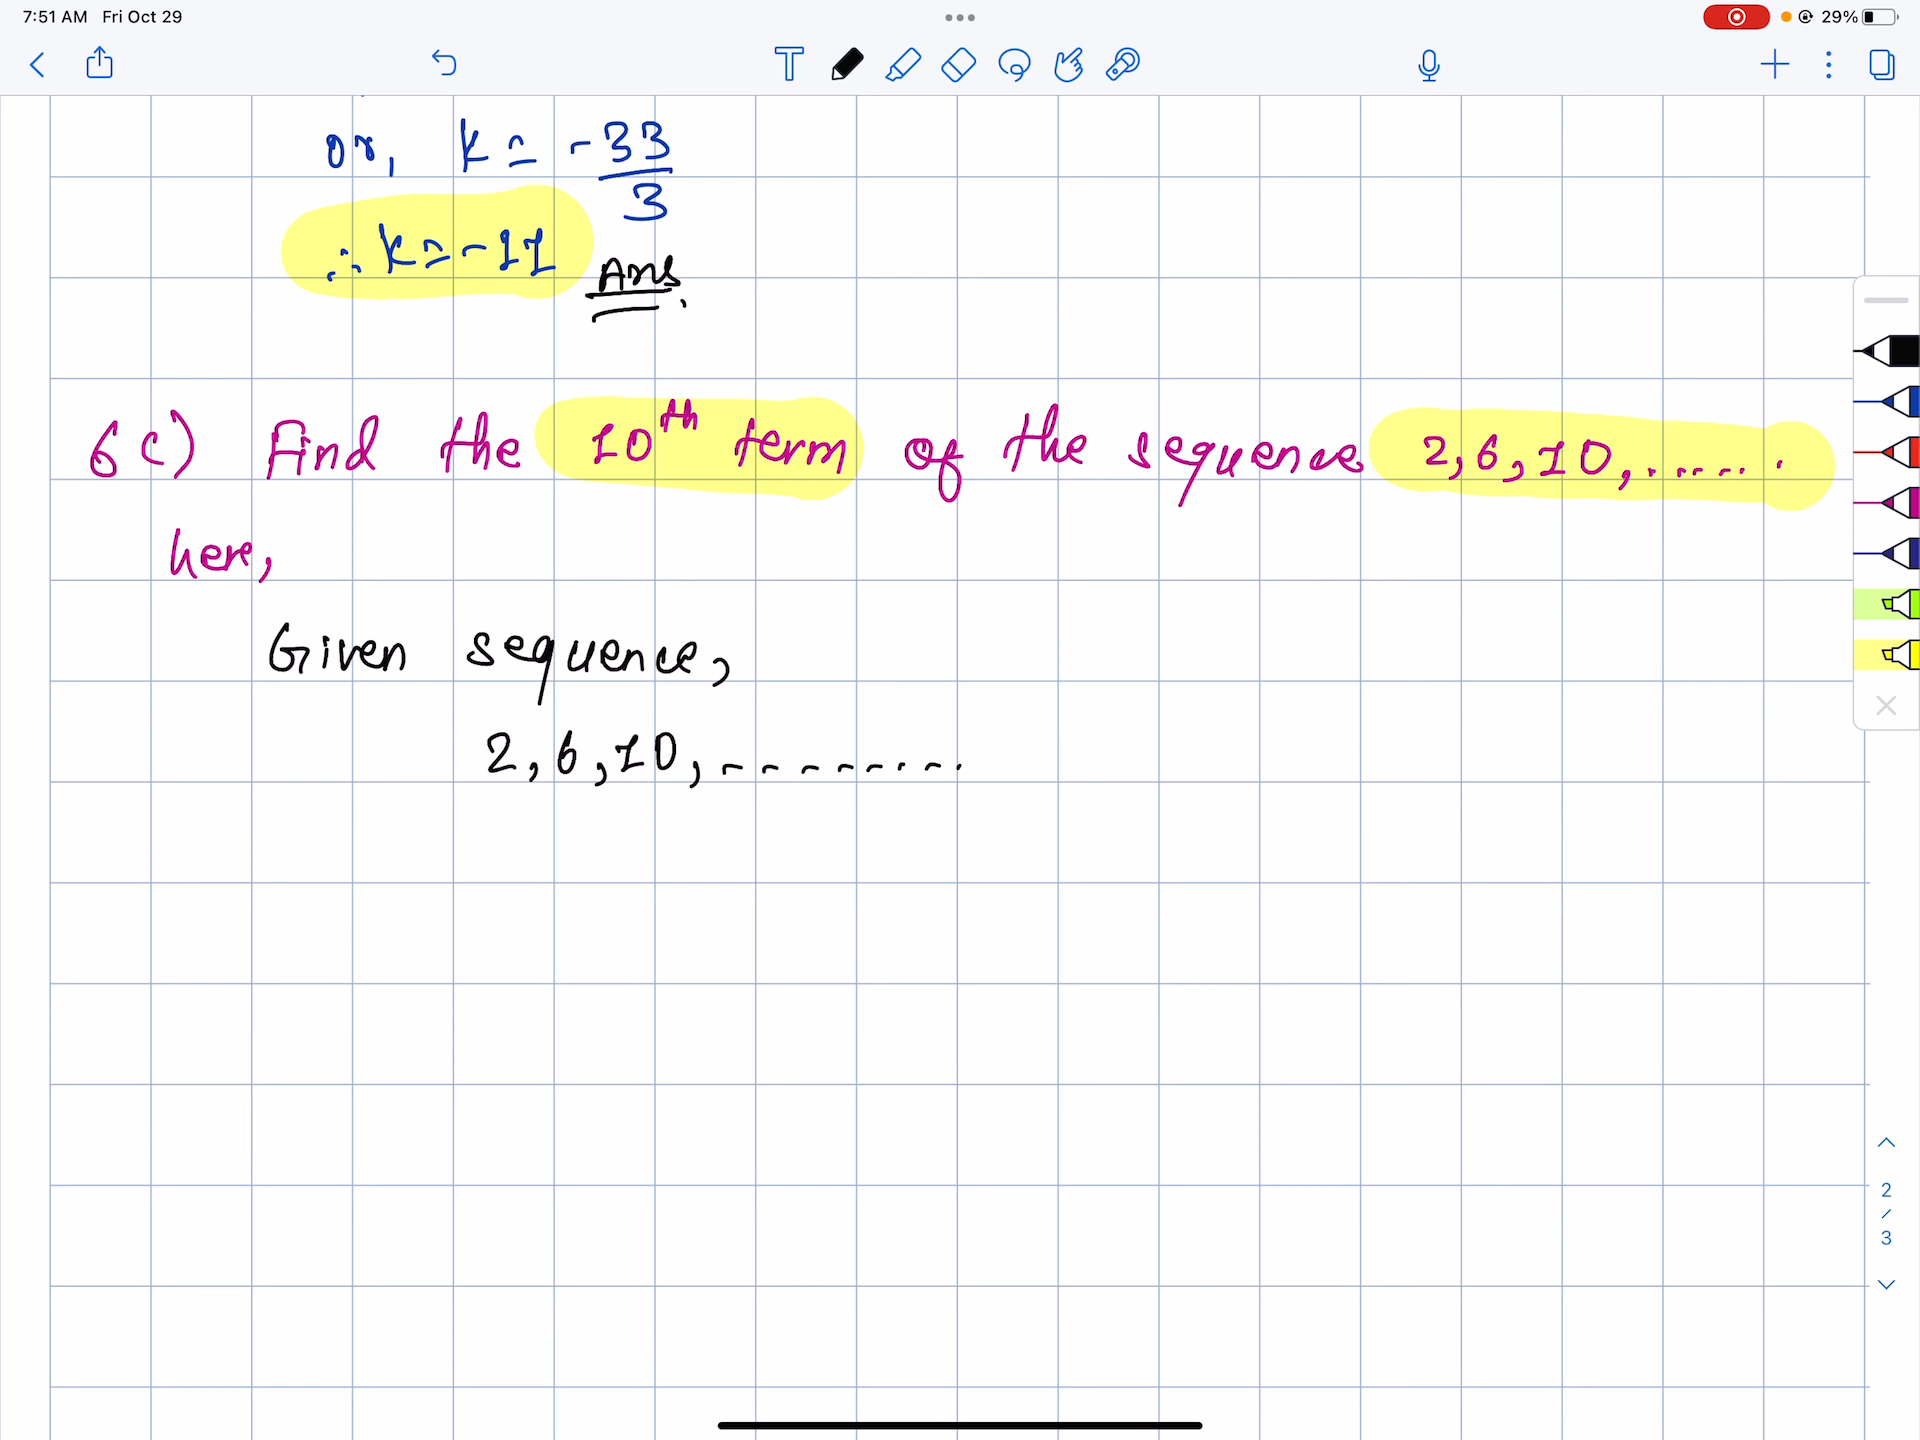 7:51 AM Fri Oct 29
29%
or, k = -33/3
∴ k = -11 Ans.
6 c) Find the 10th term of the sequence 2, 6, 10, .......
here,
Given sequence,
2, 6, 10, ---------
2
/
3